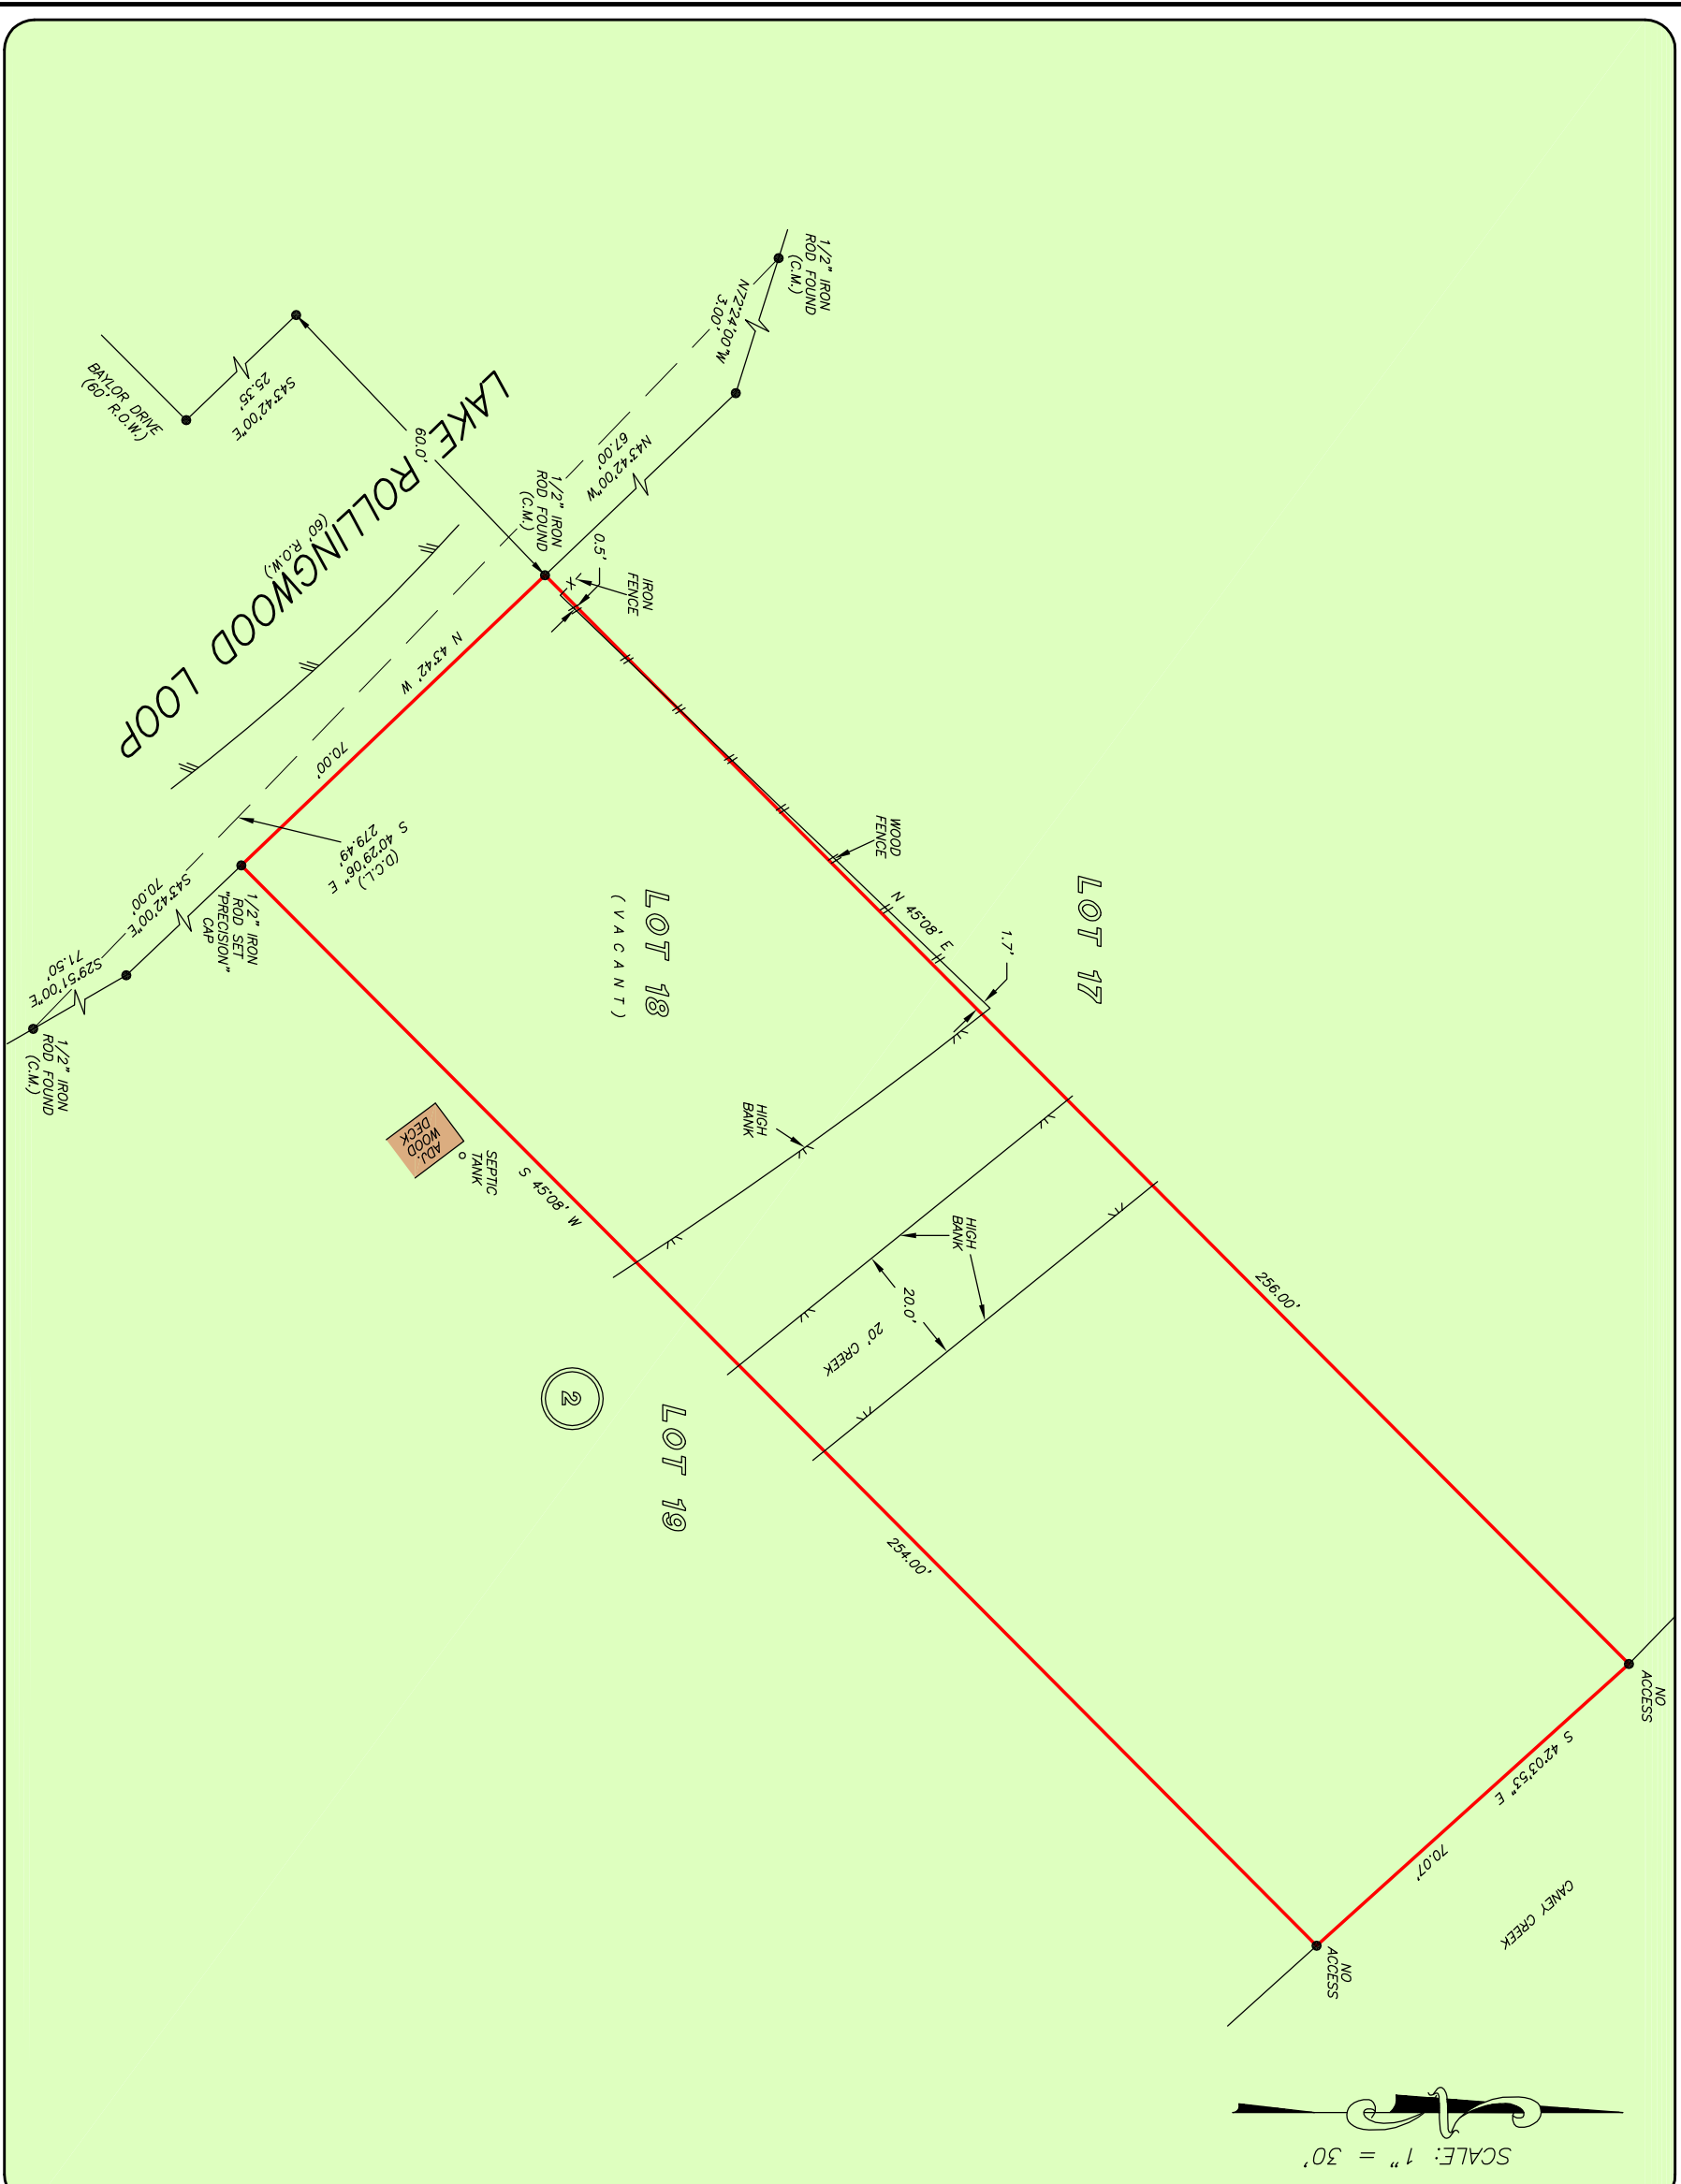 1/2" IRON
ROD FOUND
(C.M.)
N72°24'00"W
3.00'
N43°42'00"W
67.00'
BAYLOR DRIVE
(60' R.O.W.)
S43°42'00"E
25.35'
60.0'
LAKE ROLLINGWOOD LOOP
(60' R.O.W.)
1/2" IRON
ROD FOUND
(C.M.)
0.5'
IRON
FENCE
X
N 43°42' W
70.00'
S 40°29'06" E
279.49'
(D.C.L.)
1/2" IRON
ROD SET
"PRECISION"
CAP
S43°42'00"E
70.00'
S29°51'00"E
71.50'
1/2" IRON
ROD FOUND
(C.M.)
WOOD
FENCE
N 45°08' E
1.7'
256.00'
LOT 17
LOT 18
( V A C A N T )
HIGH
BANK
HIGH
BANK
20.0'
20' CREEK
ADJ.
WOOD
DECK
SEPTIC
TANK
S 45°08' W
254.00'
LOT 19
2
NO
ACCESS
S 42°03'53" E
70.07'
CANEY CREEK
NO
ACCESS
N
SCALE: 1" = 30'